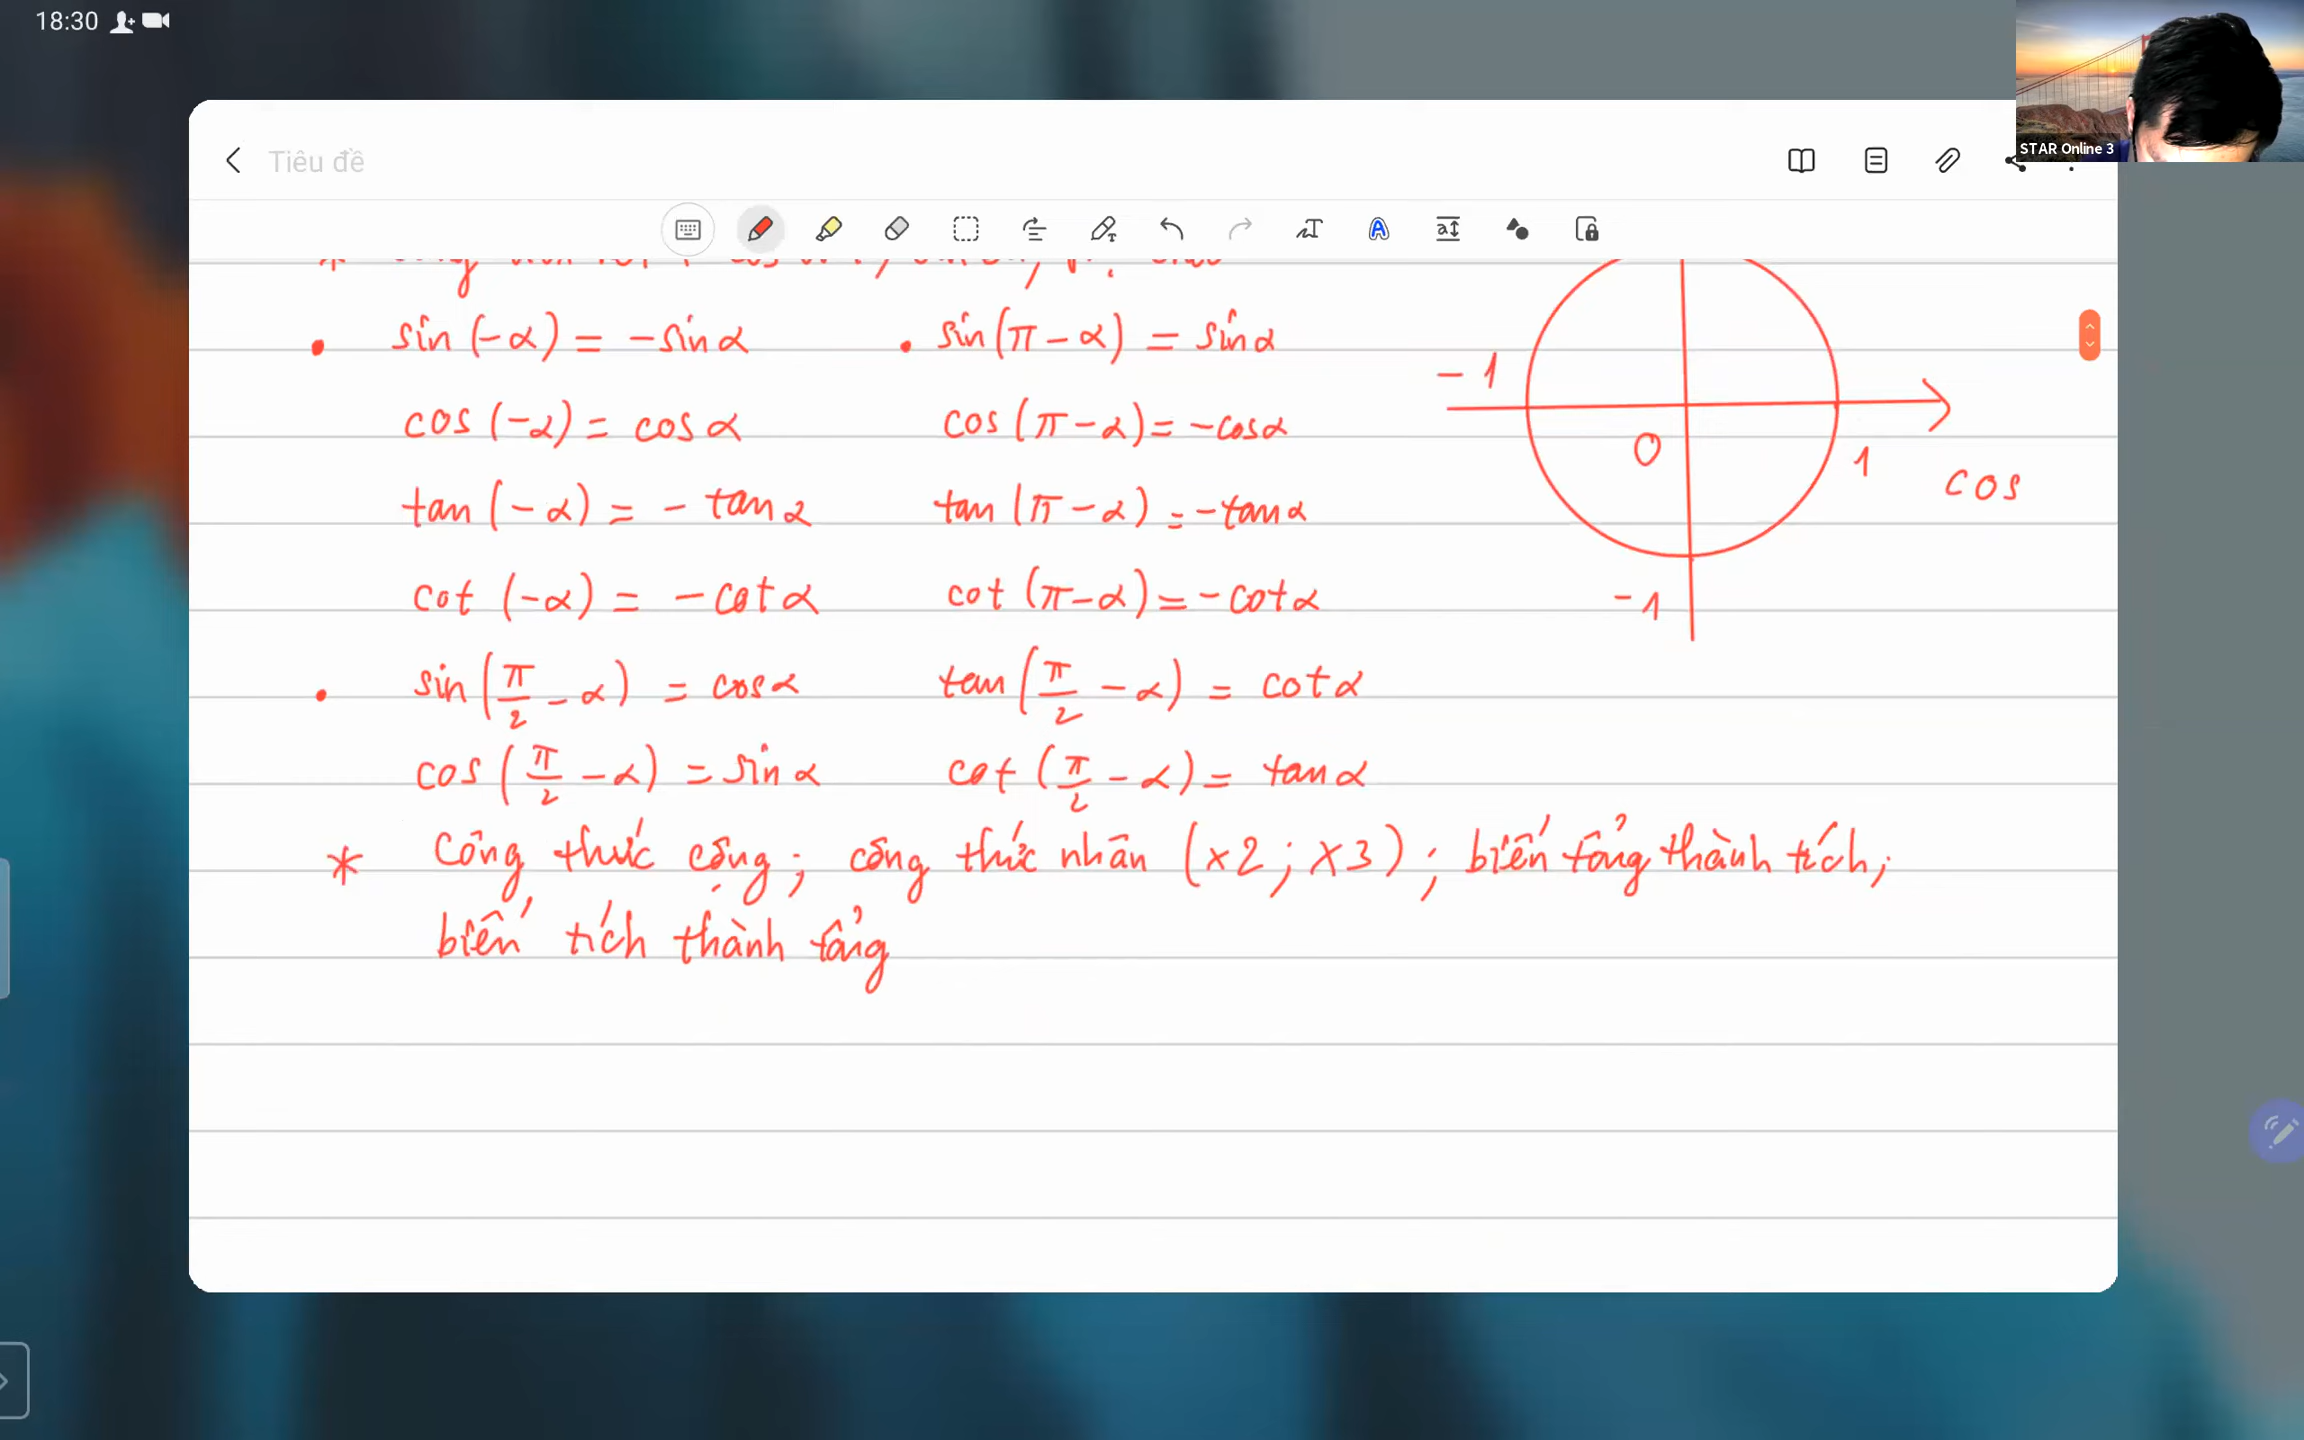 18:30
STAR Online 3
Tiêu đề
• sin(-α) = -sinα • sin(π-α) = sinα
cos(-α) = cosα cos(π-α) = -cosα
tan(-α) = -tanα tan(π-α) = -tanα
cot(-α) = -cotα cot(π-α) = -cotα
• sin(π/2 - α) = cosα tan(π/2 - α) = cotα
cos(π/2 - α) = sinα cot(π/2 - α) = tanα
* Công thức cộng; công thức nhân (x2; x3); biến tổng thành tích;
biến tích thành tổng
-1
0
1
cos
-1